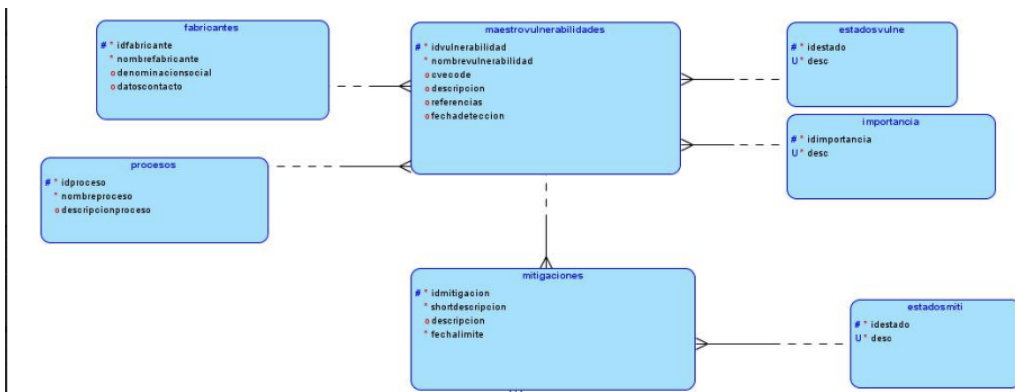 fabricantes
# * idfabricante
* nombrefabricante
o denominacionsocial
o datoscontacto
maestrovulnerabilidades
# * idvulnerabilidad
* nombrevulnerabilidad
o cvecode
o descripcion
o referencias
o fechadeteccion
estadosvulne
# * idestado
U * desc
importancia
# * idimportancia
U * desc
procesos
# * idproceso
* nombreproceso
o descripcionproceso
mitigaciones
# * idmitigacion
* shortdescripcion
o descripcion
* fechalimite
estadosmiti
# * idestado
U * desc